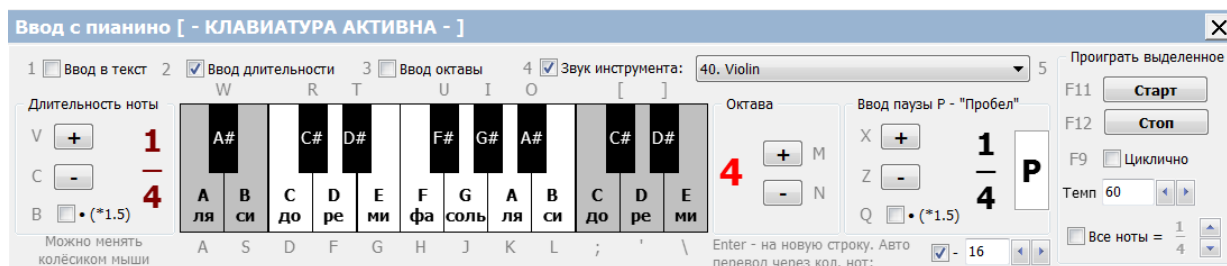 Ввод с пианино [ - КЛАВИАТУРА АКТИВНА - ]
1 Ввод в текст 2 Ввод длительности 3 Ввод октавы 4 Звук инструмента: 40. Violin 5
Проиграть выделенное
W R T U I O [ ]
F11 Старт
Длительность ноты
Октава
Ввод паузы P - "Пробел"
F12 Стоп
V + 1
A# C# D# F# G# A# C# D#
X + 1
4 + M
P
F9 Циклично
C - 4
- N
Z - 4
A B C D E F G A B C D E
Темп 60
ля си до ре ми фа соль ля си до ре ми
B • (*1.5)
Q • (*1.5)
Можно менять
колёсиком мыши
A S D F G H J K L ; ' \
Enter - на новую строку. Авто
перевод через кол. нот:
- 16
Все ноты = 1
4